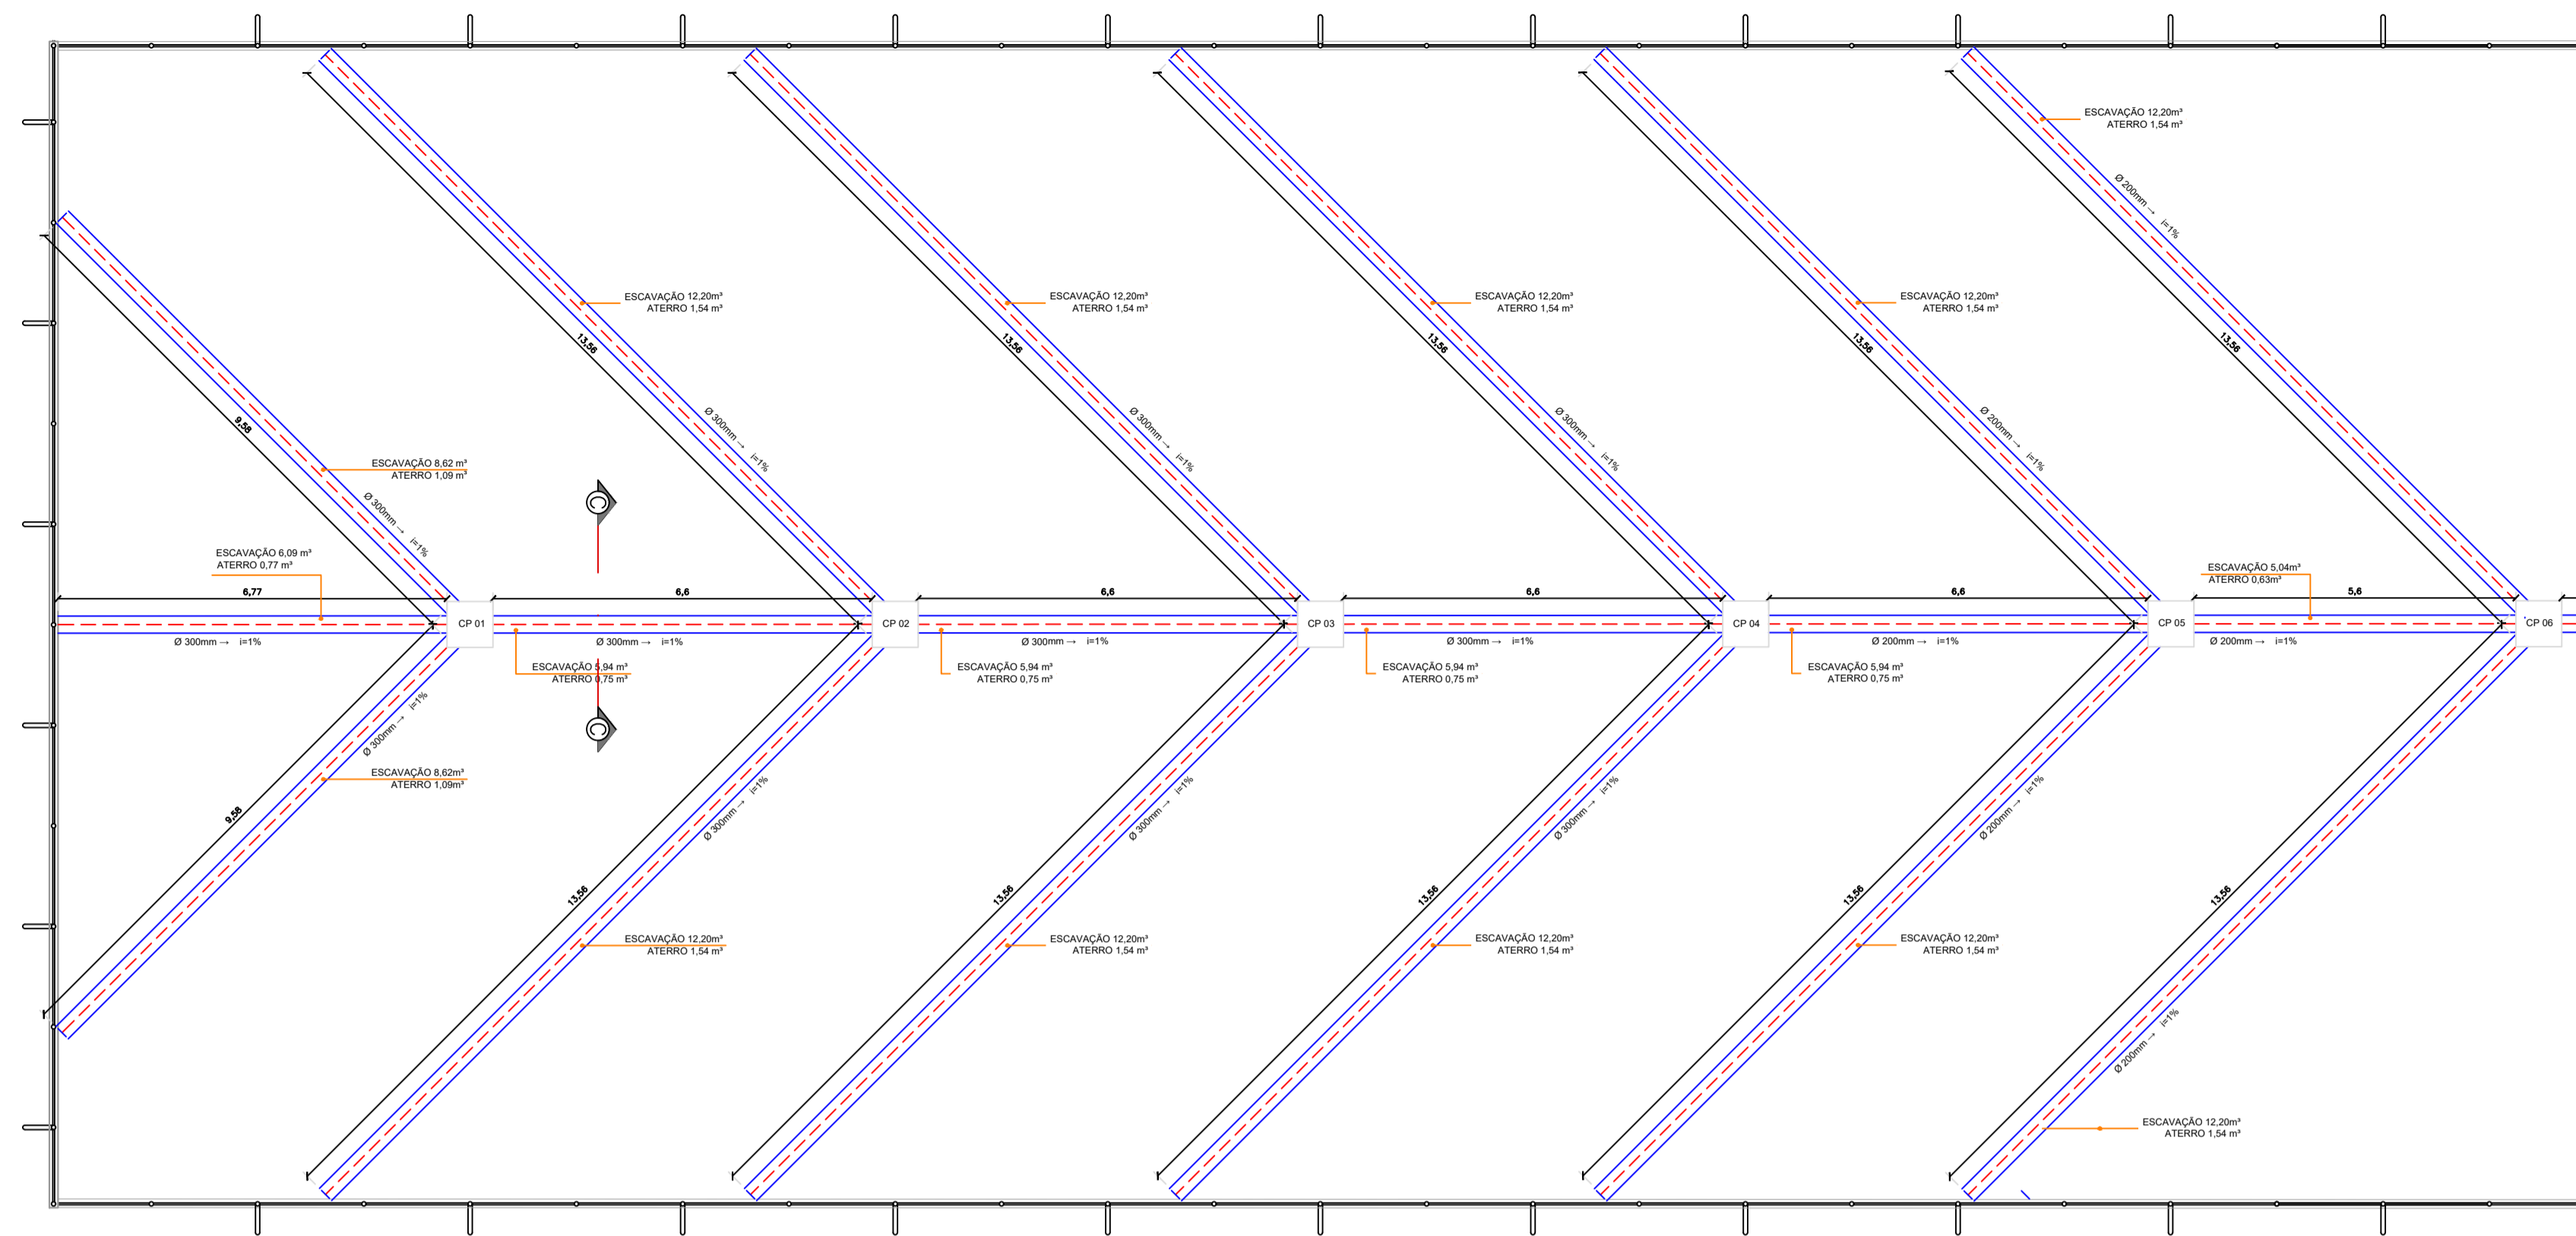 ESCAVAÇÃO 12,20m³
ATERRO 1,54 m³
Ø 200mm → i=1%
ESCAVAÇÃO 12,20m³
ATERRO 1,54 m³
ESCAVAÇÃO 12,20m³
ATERRO 1,54 m³
ESCAVAÇÃO 12,20m³
ATERRO 1,54 m³
ESCAVAÇÃO 12,20m³
ATERRO 1,54 m³
13,56
13,56
13,56
13,56
13,56
9,58
Ø 300mm → i=1%
Ø 300mm → i=1%
Ø 300mm → i=1%
Ø 200mm → i=1%
ESCAVAÇÃO 8,62 m³
ATERRO 1,09 m³
Ø 300mm → i=1%
C
ESCAVAÇÃO 6,09 m³
ATERRO 0,77 m³
ESCAVAÇÃO 5,04m³
ATERRO 0,63m³
6,77
6,6
6,6
6,6
6,6
5,6
CP 01
CP 02
CP 03
CP 04
CP 05
CP 06
Ø 300mm → i=1%
Ø 300mm → i=1%
Ø 300mm → i=1%
Ø 300mm → i=1%
Ø 200mm → i=1%
Ø 200mm → i=1%
ESCAVAÇÃO 5,94 m³
ATERRO 0,75 m³
ESCAVAÇÃO 5,94 m³
ATERRO 0,75 m³
ESCAVAÇÃO 5,94 m³
ATERRO 0,75 m³
ESCAVAÇÃO 5,94 m³
ATERRO 0,75 m³
Ø 300mm → i=1%
C
ESCAVAÇÃO 8,62m³
ATERRO 1,09m³
9,58
Ø 300mm → i=1%
Ø 300mm → i=1%
Ø 300mm → i=1%
Ø 200mm → i=1%
13,56
13,56
13,56
13,56
13,56
ESCAVAÇÃO 12,20m³
ATERRO 1,54 m³
ESCAVAÇÃO 12,20m³
ATERRO 1,54 m³
ESCAVAÇÃO 12,20m³
ATERRO 1,54 m³
ESCAVAÇÃO 12,20m³
ATERRO 1,54 m³
Ø 200mm → i=1%
ESCAVAÇÃO 12,20m³
ATERRO 1,54 m³